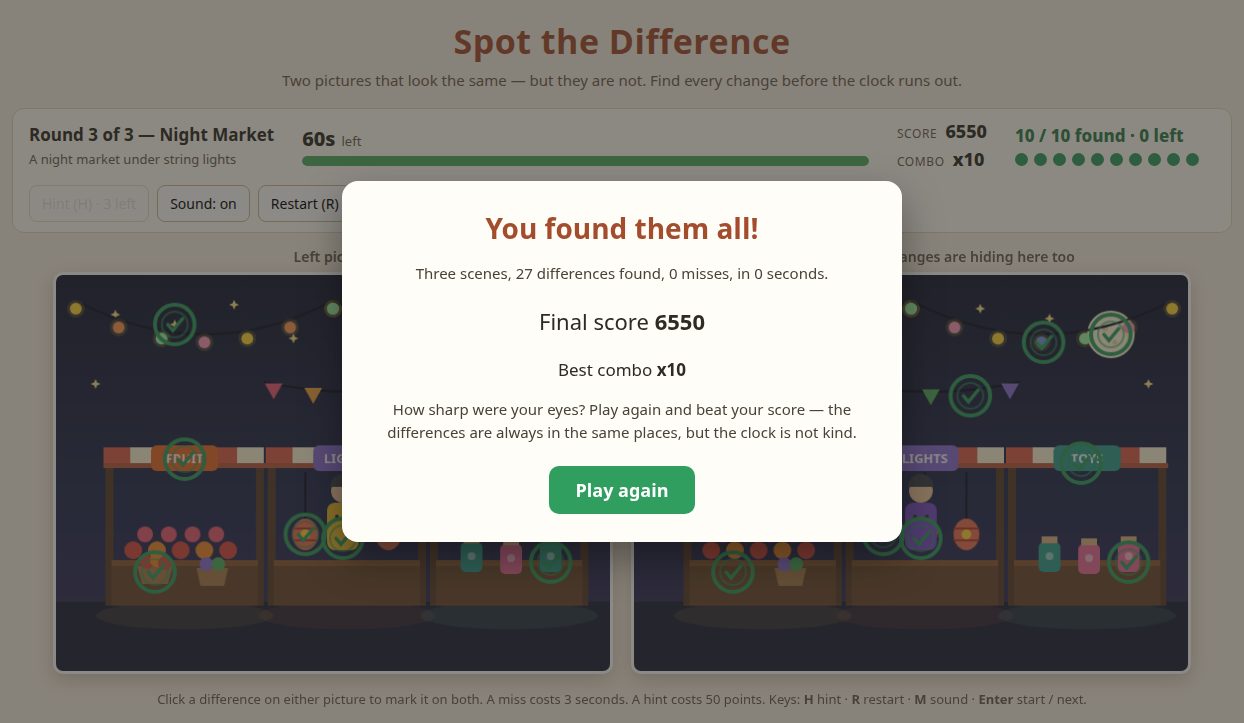 Spot the Difference
Two pictures that look the same — but they are not. Find every change before the clock runs out.
Round 3 of 3 — Night Market
A night market under string lights
60s left
SCORE 6550
COMBO x10
10 / 10 found · 0 left
Hint (H) · 3 left
Sound: on
Restart (R)
You found them all!
Three scenes, 27 differences found, 0 misses, in 0 seconds.
Final score 6550
Best combo x10
How sharp were your eyes? Play again and beat your score — the
differences are always in the same places, but the clock is not kind.
Play again
Left
hiding here too
FRUIT
LIGHTS
TOYS
Click a difference on either picture to mark it on both. A miss costs 3 seconds. A hint costs 50 points. Keys: H hint · R restart · M sound · Enter start / next.